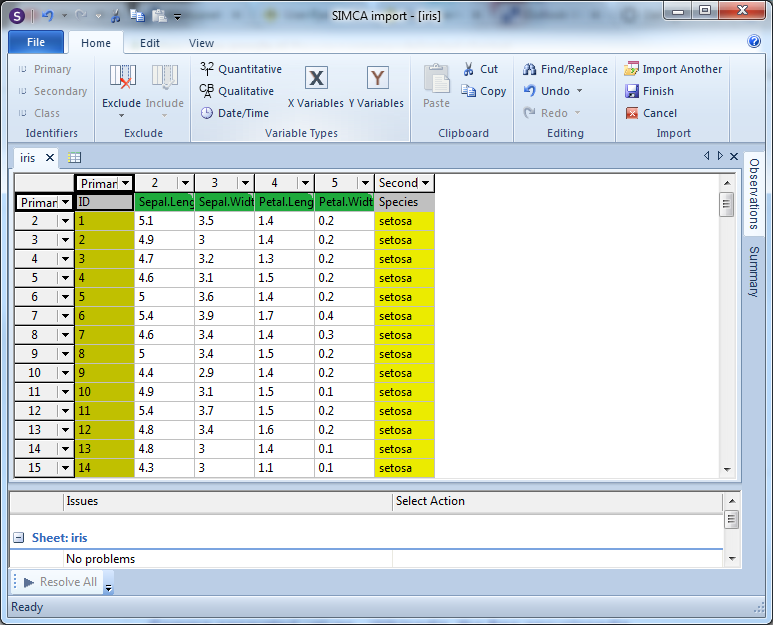 S
SIMCA import - [iris]
File Home Edit View
Primary
Secondary
Class
Identifiers
Exclude Include
Exclude
Quantitative
Qualitative
Date/Time
X Variables Y Variables
Variable Types
Paste
Cut
Copy
Clipboard
Find/Replace
Undo
Redo
Editing
Import Another
Finish
Cancel
Import
iris
Primar 2 3 4 5 Second
Primar ID Sepal.Leng Sepal.Widt Petal.Leng Petal.Widt Species
2 1 5.1 3.5 1.4 0.2 setosa
3 2 4.9 3 1.4 0.2 setosa
4 3 4.7 3.2 1.3 0.2 setosa
5 4 4.6 3.1 1.5 0.2 setosa
6 5 5 3.6 1.4 0.2 setosa
7 6 5.4 3.9 1.7 0.4 setosa
8 7 4.6 3.4 1.4 0.3 setosa
9 8 5 3.4 1.5 0.2 setosa
10 9 4.4 2.9 1.4 0.2 setosa
11 10 4.9 3.1 1.5 0.1 setosa
12 11 5.4 3.7 1.5 0.2 setosa
13 12 4.8 3.4 1.6 0.2 setosa
14 13 4.8 3 1.4 0.1 setosa
15 14 4.3 3 1.1 0.1 setosa
Observations
Summary
Issues Select Action
Sheet: iris
No problems
Resolve All
Ready